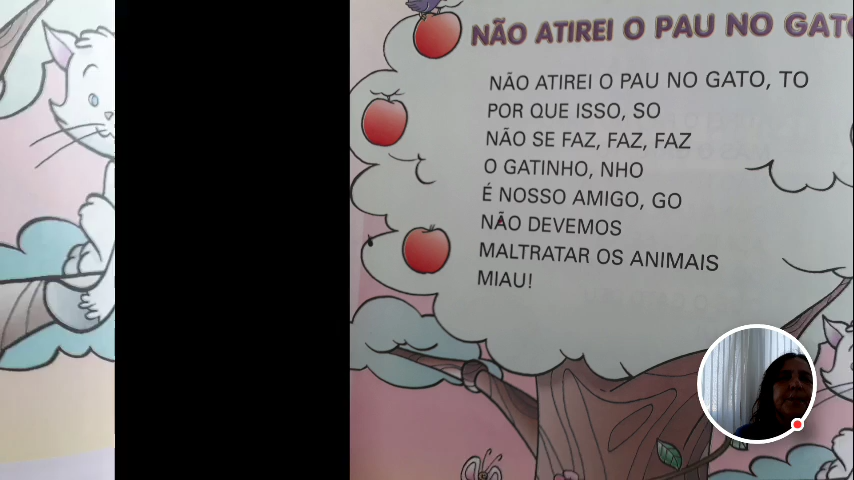 NÃO ATIREI O PAU NO GATO
NÃO ATIREI O PAU NO GATO, TO
POR QUE ISSO, SO
NÃO SE FAZ, FAZ, FAZ
O GATINHO, NHO
É NOSSO AMIGO, GO
NÃO DEVEMOS
MALTRATAR OS ANIMAIS
MIAU!